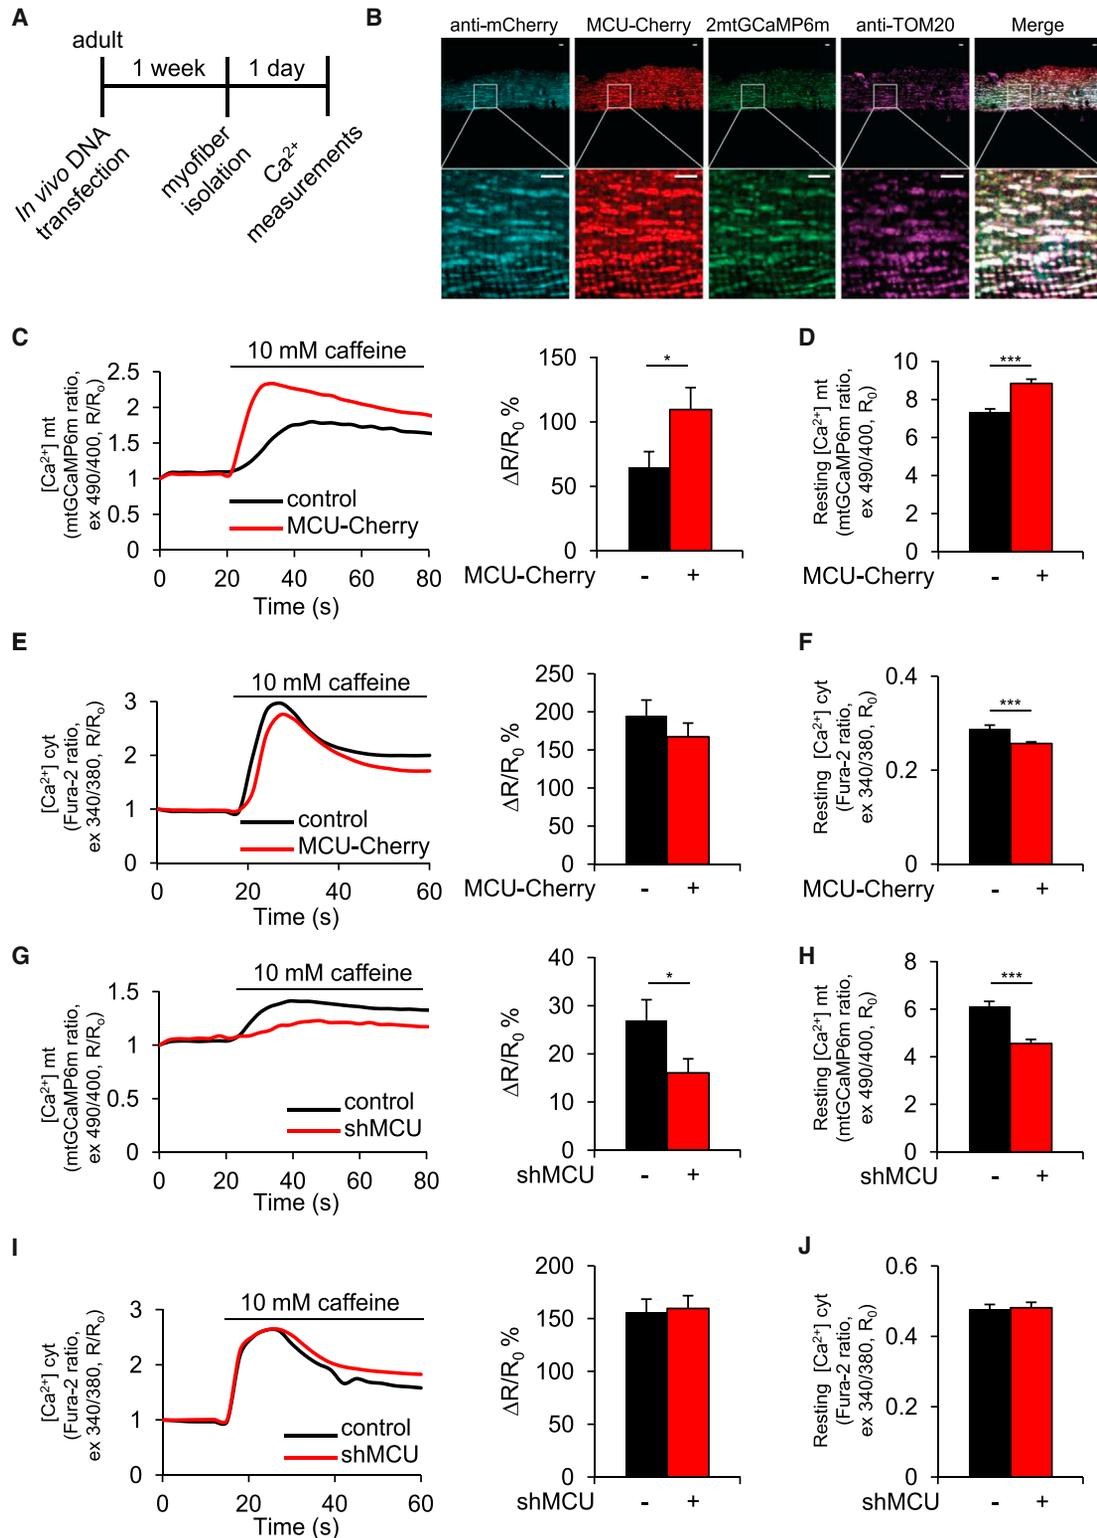 A
adult
1 week
1 day
In vivo DNA
transfection
myofiber
isolation
Ca²⁺
measurements
B
anti-mCherry
MCU-Cherry
2mtGCaMP6m
anti-TOM20
Merge
C
[Ca²⁺] mt
(mtGCaMP6m ratio,
ex 490/400, R/R₀)
10 mM caffeine
2.5
2
1.5
1
0.5
0
control
MCU-Cherry
0 20 40 60 80
Time (s)
ΔR/R₀ %
150
100
50
0
*
MCU-Cherry - +
D
Resting [Ca²⁺] mt
(mtGCaMP6m ratio,
ex 490/400, R₀)
10
8
6
4
2
0
***
MCU-Cherry - +
E
[Ca²⁺] cyt
(Fura-2 ratio,
ex 340/380, R/R₀)
10 mM caffeine
3
2
1
0
control
MCU-Cherry
0 20 40 60
Time (s)
ΔR/R₀ %
250
200
150
100
50
0
MCU-Cherry - +
F
Resting [Ca²⁺] cyt
(Fura-2 ratio,
ex 340/380, R₀)
0.4
0.2
0
***
MCU-Cherry - +
G
[Ca²⁺] mt
(mtGCaMP6m ratio,
ex 490/400, R/R₀)
10 mM caffeine
1.5
1
0.5
0
control
shMCU
0 20 40 60 80
Time (s)
ΔR/R₀ %
40
30
20
10
0
*
shMCU - +
H
Resting [Ca²⁺] mt
(mtGCaMP6m ratio,
ex 490/400, R₀)
8
6
4
2
0
***
shMCU - +
I
[Ca²⁺] cyt
(Fura-2 ratio,
ex 340/380, R/R₀)
10 mM caffeine
3
2
1
0
control
shMCU
0 20 40 60
Time (s)
ΔR/R₀ %
200
150
100
50
0
shMCU - +
J
Resting [Ca²⁺] cyt
(Fura-2 ratio,
ex 340/380, R₀)
0.6
0.4
0.2
0
shMCU - +